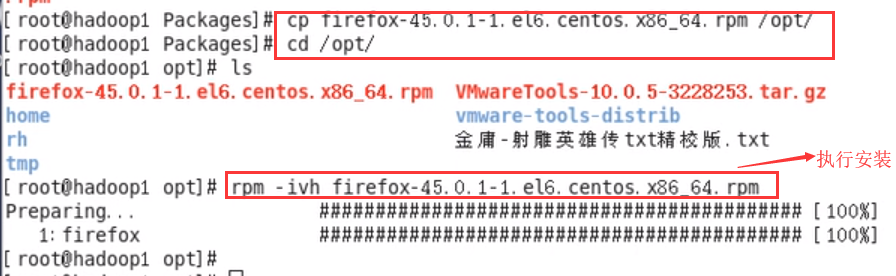 [root@hadoop1 Packages]# cp firefox-45.0.1-1.el6.centos.x86_64.rpm /opt/
[root@hadoop1 Packages]# cd /opt/
[root@hadoop1 opt]# ls
firefox-45.0.1-1.el6.centos.x86_64.rpm VMwareTools-10.0.5-3228253.tar.gz
home vmware-tools-distrib
rh 金庸-射雕英雄传txt精校版.txt
tmp
执行安装
[root@hadoop1 opt]# rpm -ivh firefox-45.0.1-1.el6.centos.x86_64.rpm
Preparing... ########################################### [100%]
1:firefox ########################################### [100%]
[root@hadoop1 opt]#